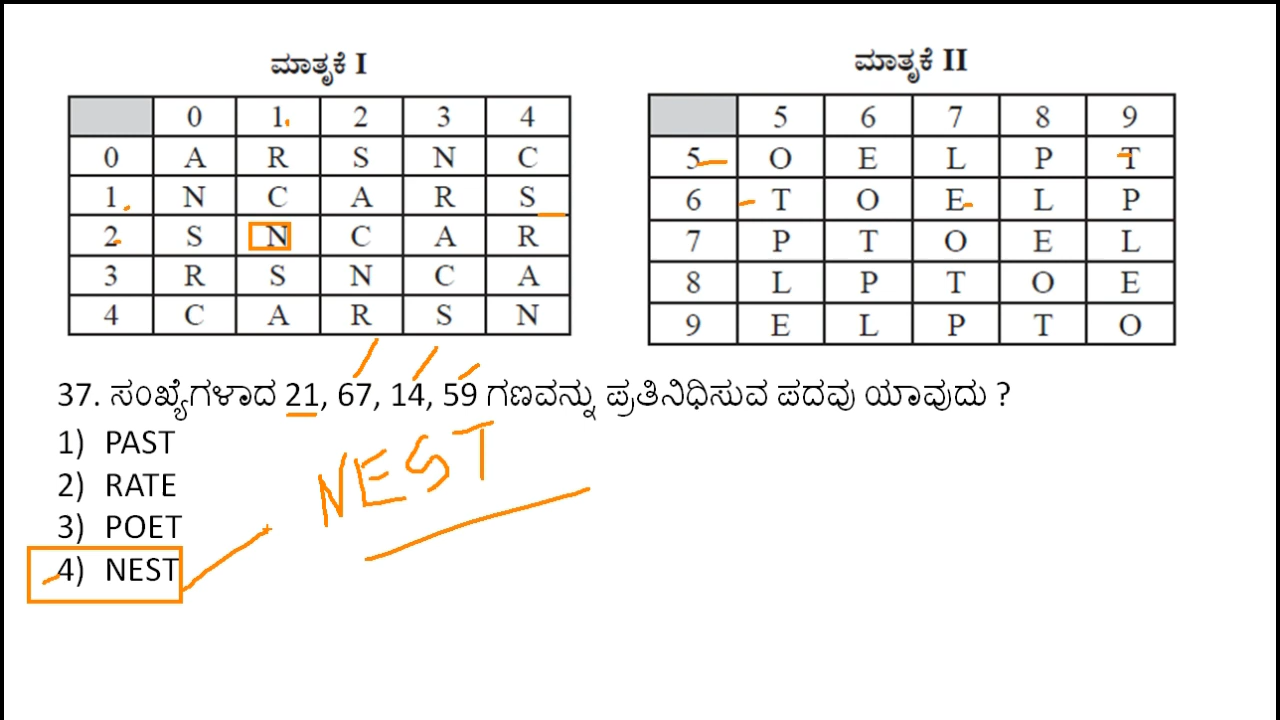 ಮಾತೃಕೆ I
0 1 2 3 4
0 A R S N C
1 N C A R S
2 S N C A R
3 R S N C A
4 C A R S N
ಮಾತೃಕೆ II
5 6 7 8 9
5 O E L P T
6 T O E L P
7 P T O E L
8 L P T O E
9 E L P T O
37. ಸಂಖ್ಯೆಗಳಾದ 21, 67, 14, 59 ಗಣವನ್ನು ಪ್ರತಿನಿಧಿಸುವ ಪದವು ಯಾವುದು ?
1) PAST
2) RATE
3) POET
4) NEST
NEST